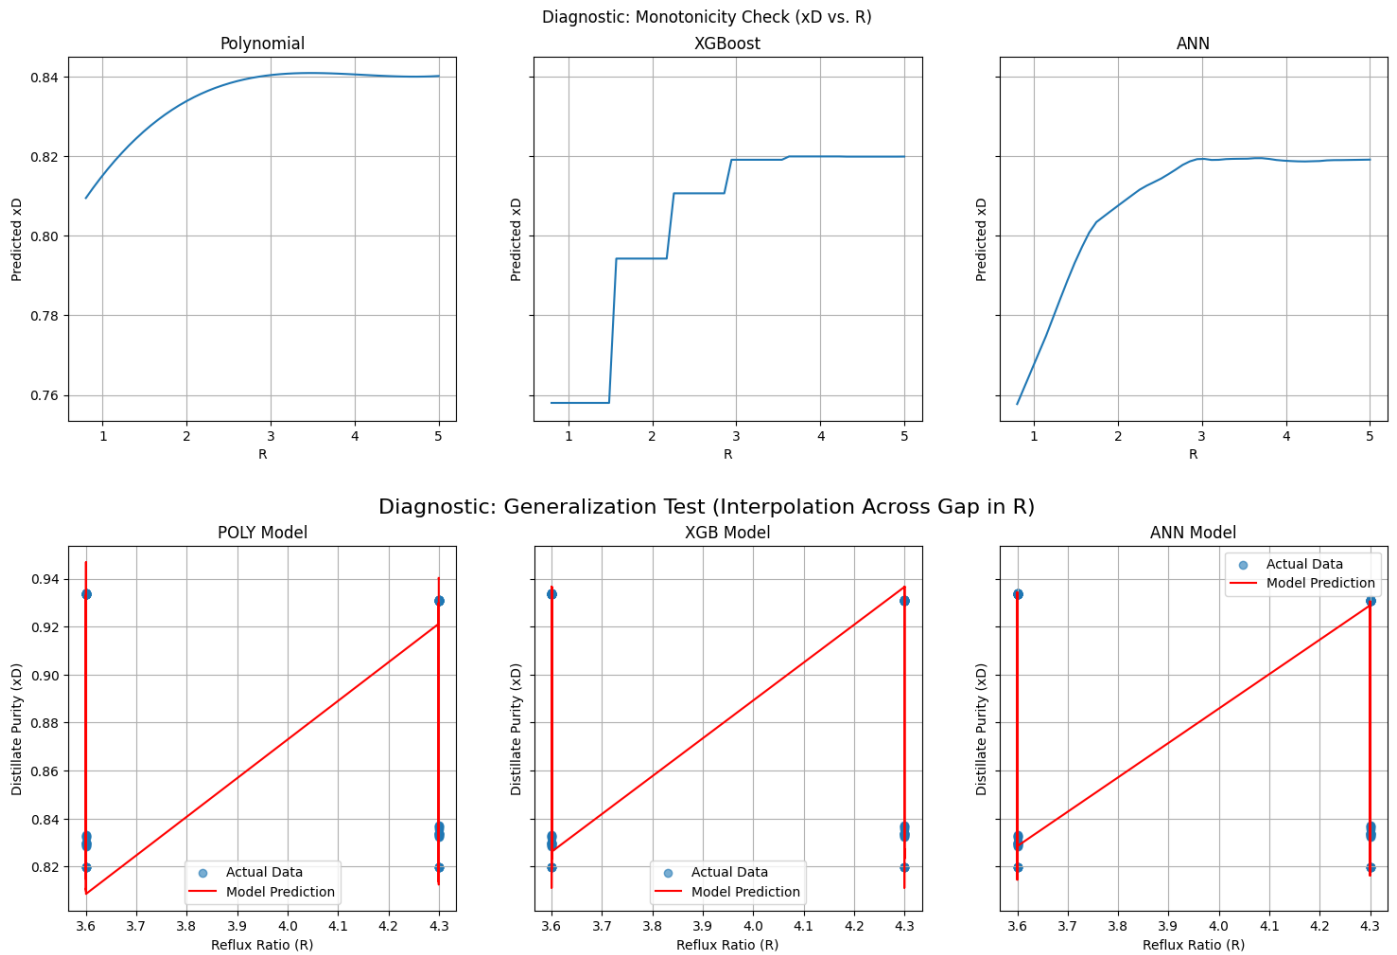 Diagnostic: Monotonicity Check (xD vs. R)
Polynomial
XGBoost
ANN
0.84
0.82
0.80
0.78
0.76
Predicted xD
Predicted xD
Predicted xD
1 2 3 4 5
1 2 3 4 5
1 2 3 4 5
R
R
R
Diagnostic: Generalization Test (Interpolation Across Gap in R)
POLY Model
XGB Model
ANN Model
0.94
0.92
0.90
0.88
0.86
0.84
0.82
Distillate Purity (xD)
Distillate Purity (xD)
Distillate Purity (xD)
Actual Data
Model Prediction
Actual Data
Model Prediction
Actual Data
Model Prediction
3.6 3.7 3.8 3.9 4.0 4.1 4.2 4.3
3.6 3.7 3.8 3.9 4.0 4.1 4.2 4.3
3.6 3.7 3.8 3.9 4.0 4.1 4.2 4.3
Reflux Ratio (R)
Reflux Ratio (R)
Reflux Ratio (R)